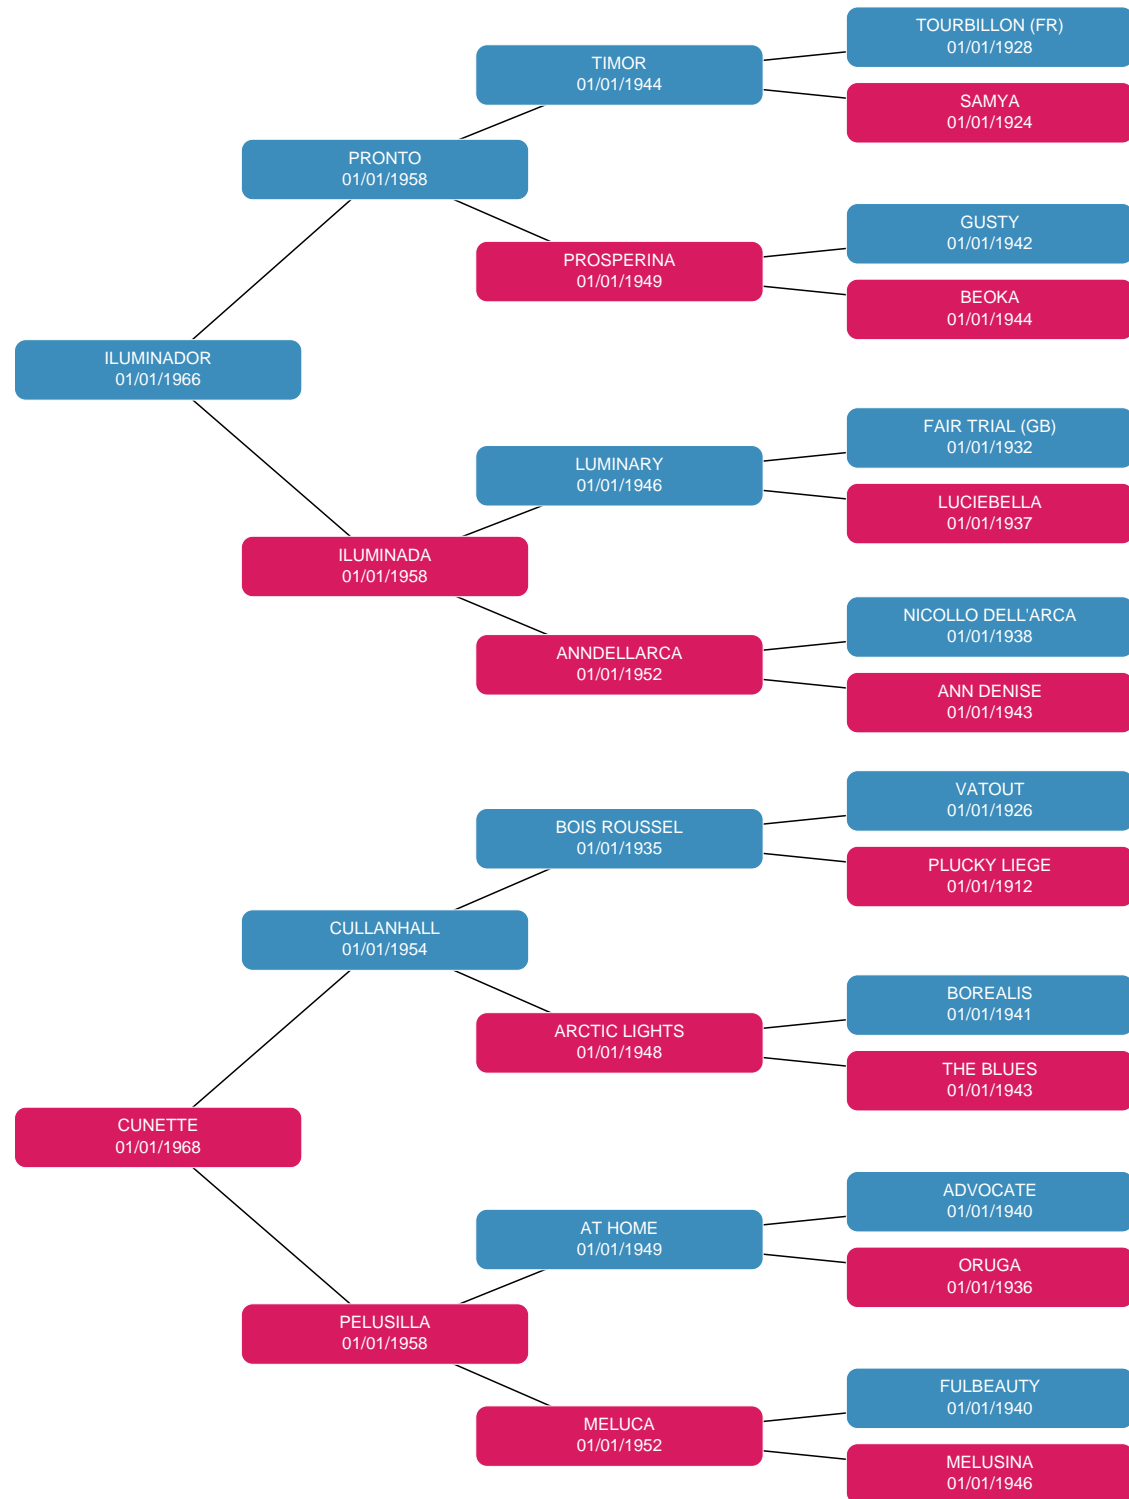 TOURBILLON (FR)
01/01/1928
TIMOR
01/01/1944
SAMYA
01/01/1924
PRONTO
01/01/1958
GUSTY
01/01/1942
PROSPERINA
01/01/1949
BEOKA
01/01/1944
ILUMINADOR
01/01/1966
FAIR TRIAL (GB)
01/01/1932
LUMINARY
01/01/1946
LUCIEBELLA
01/01/1937
ILUMINADA
01/01/1958
NICOLLO DELL'ARCA
01/01/1938
ANNDELLARCA
01/01/1952
ANN DENISE
01/01/1943
VATOUT
01/01/1926
BOIS ROUSSEL
01/01/1935
PLUCKY LIEGE
01/01/1912
CULLANHALL
01/01/1954
BOREALIS
01/01/1941
ARCTIC LIGHTS
01/01/1948
THE BLUES
01/01/1943
CUNETTE
01/01/1968
ADVOCATE
01/01/1940
AT HOME
01/01/1949
ORUGA
01/01/1936
PELUSILLA
01/01/1958
FULBEAUTY
01/01/1940
MELUCA
01/01/1952
MELUSINA
01/01/1946